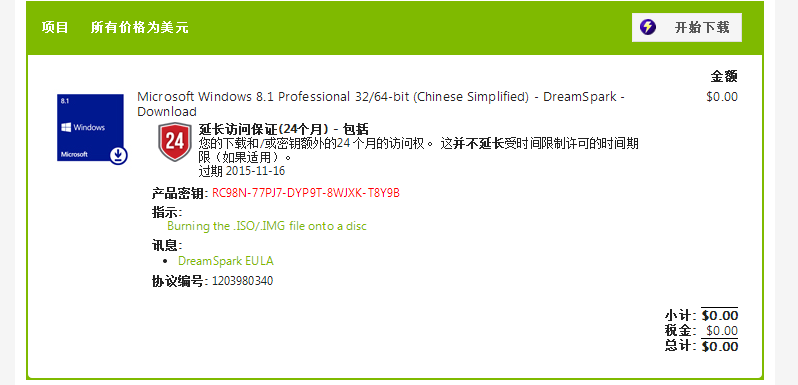 项目 所有价格为美元 开始下载
金额
8.1
Windows
Microsoft
Microsoft Windows 8.1 Professional 32/64-bit (Chinese Simplified) - DreamSpark - $0.00
Download
24
延长访问保证(24个月) - 包括
您的下载和/或密钥额外的24 个月的访问权。 这并不延长受时间限制许可的时间期
限（如果适用）。
过期 2015-11-16
产品密钥: RC98N-77PJ7-DYP9T-8WJXK-T8Y9B
指示:
Burning the .ISO/.IMG file onto a disc
讯息:
• DreamSpark EULA
协议编号: 1203980340
小计: $0.00
税金: $0.00
总计: $0.00